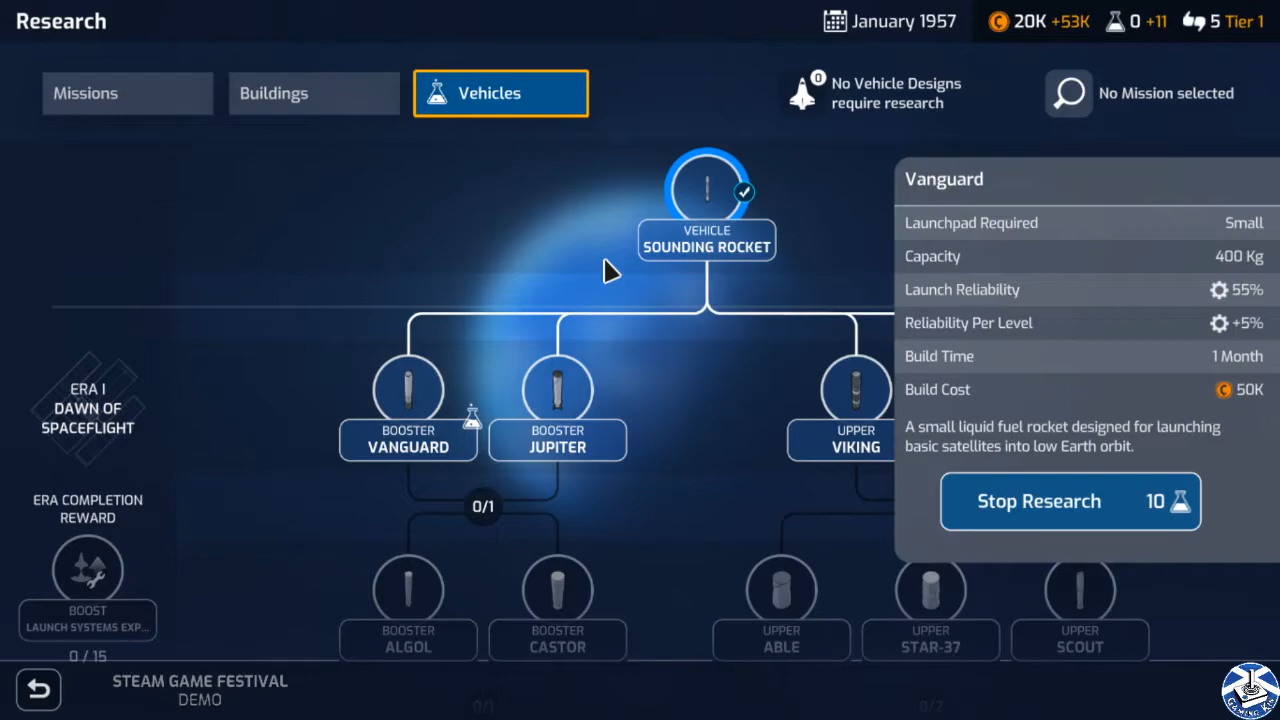 Research
January 1957
20K +53K
0 +11
5 Tier 1
Missions
Buildings
Vehicles
0
No Vehicle Designs
require research
No Mission selected
VEHICLE
SOUNDING ROCKET
Vanguard
Launchpad Required Small
Capacity 400 Kg
Launch Reliability 55%
Reliability Per Level +5%
Build Time 1 Month
Build Cost 50K
A small liquid fuel rocket designed for launching
basic satellites into low Earth orbit.
Stop Research 10
ERA I
DAWN OF
SPACEFLIGHT
BOOSTER
VANGUARD
BOOSTER
JUPITER
UPPER
VIKING
0/1
ERA COMPLETION
REWARD
BOOST
LAUNCH SYSTEMS EXP...
0 / 15
BOOSTER
ALGOL
BOOSTER
CASTOR
UPPER
ABLE
UPPER
STAR-37
UPPER
SCOUT
0/1
0/2
STEAM GAME FESTIVAL
DEMO